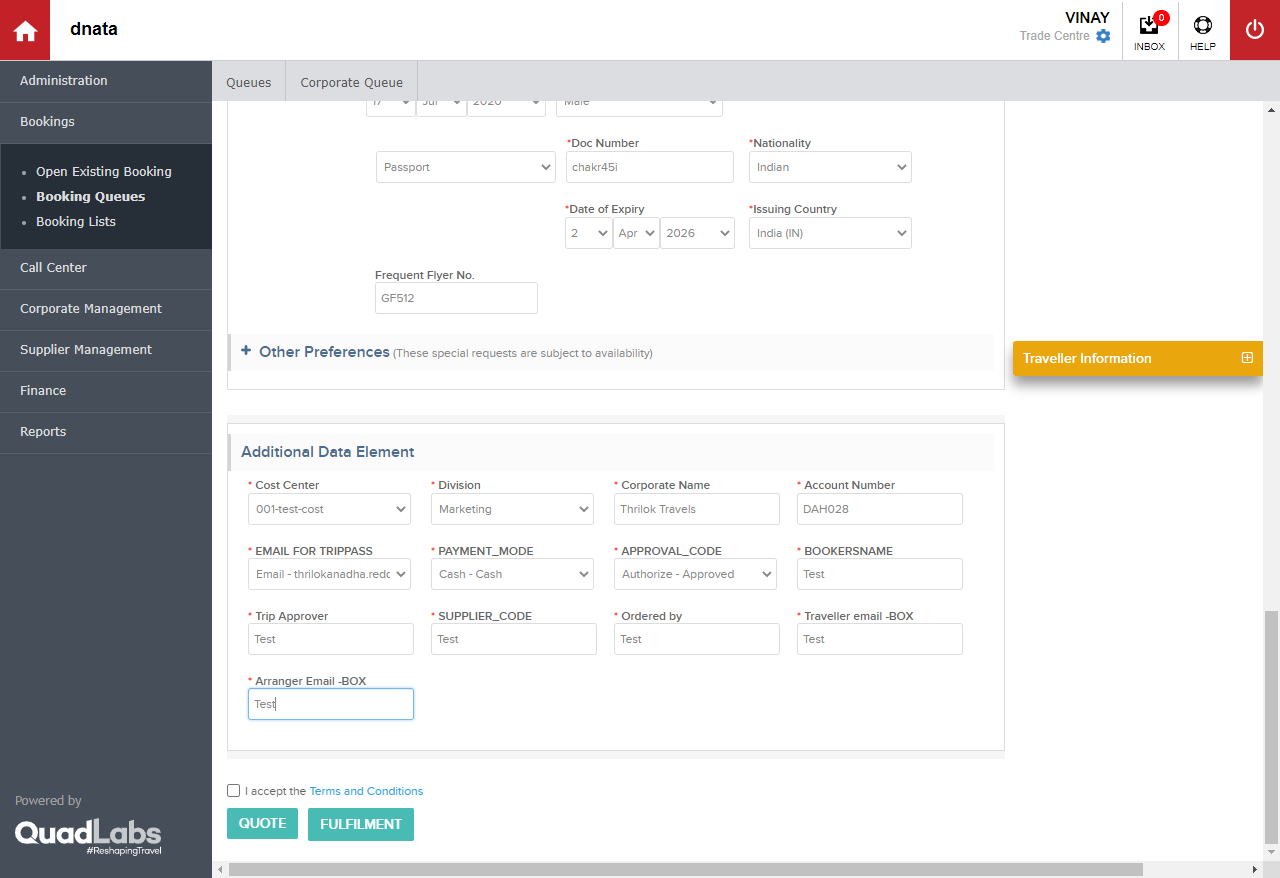 dnata
VINAY
Trade Centre
0
INBOX
HELP
Administration
Bookings
Open Existing Booking
Booking Queues
Booking Lists
Call Center
Corporate Management
Supplier Management
Finance
Reports
Powered by
QuadLabs
#ReshapingTravel
Queues
Corporate Queue
17 Jul 2020 Male
*Doc Number *Nationality
Passport chakr45i Indian
*Date of Expiry *Issuing Country
2 Apr 2026 India (IN)
Frequent Flyer No.
GF512
+ Other Preferences (These special requests are subject to availability)
Traveller Information
Additional Data Element
* Cost Center * Division * Corporate Name * Account Number
001-test-cost Marketing Thrilok Travels DAH028
* EMAIL FOR TRIPPASS * PAYMENT_MODE * APPROVAL_CODE * BOOKERSNAME
Email - thrilokanadha.redd Cash - Cash Authorize - Approved Test
* Trip Approver * SUPPLIER_CODE * Ordered by * Traveller email -BOX
Test Test Test Test
* Arranger Email -BOX
Test
I accept the Terms and Conditions
QUOTE FULFILMENT